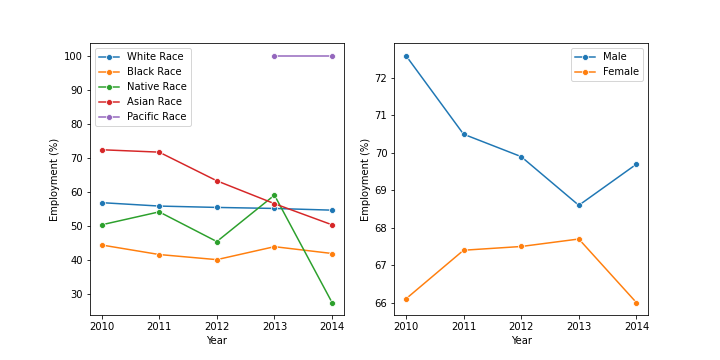 White Race
Black Race
Native Race
Asian Race
Pacific Race
100
90
80
70
60
50
40
30
Employment (%)
2010 2011 2012 2013 2014
Year
Male
Female
72
71
70
69
68
67
66
Employment (%)
2010 2011 2012 2013 2014
Year